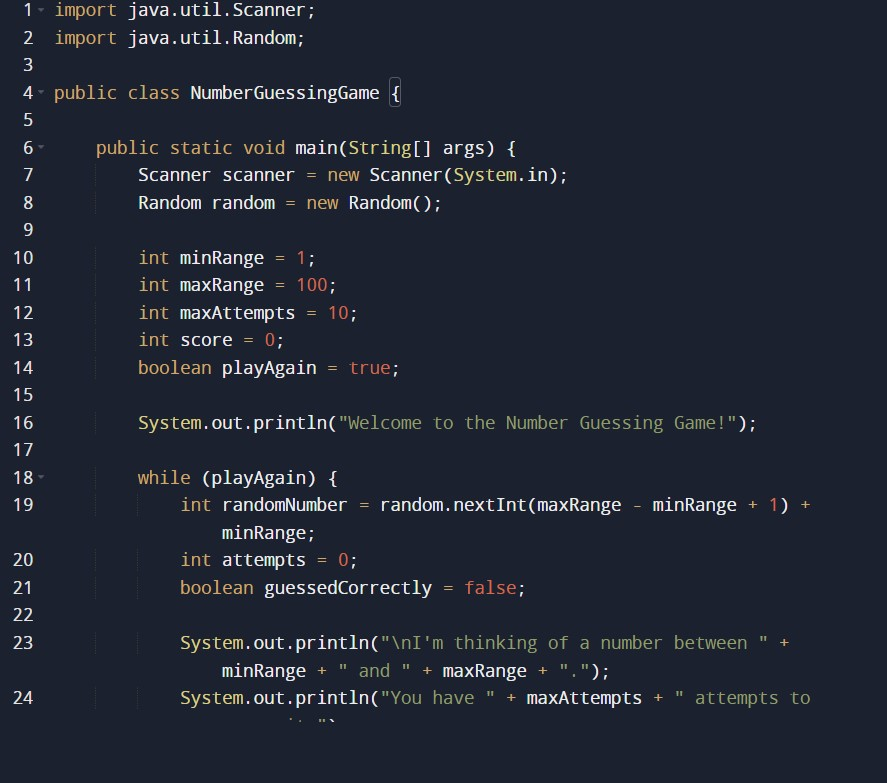 1 import java.util.Scanner;
2 import java.util.Random;
3
4 public class NumberGuessingGame {
5
6     public static void main(String[] args) {
7         Scanner scanner = new Scanner(System.in);
8         Random random = new Random();
9
10         int minRange = 1;
11         int maxRange = 100;
12         int maxAttempts = 10;
13         int score = 0;
14         boolean playAgain = true;
15
16         System.out.println("Welcome to the Number Guessing Game!");
17
18         while (playAgain) {
19             int randomNumber = random.nextInt(maxRange - minRange + 1) +
                minRange;
20             int attempts = 0;
21             boolean guessedCorrectly = false;
22
23             System.out.println("\nI'm thinking of a number between " +
                minRange + " and " + maxRange + ".");
24             System.out.println("You have " + maxAttempts + " attempts to